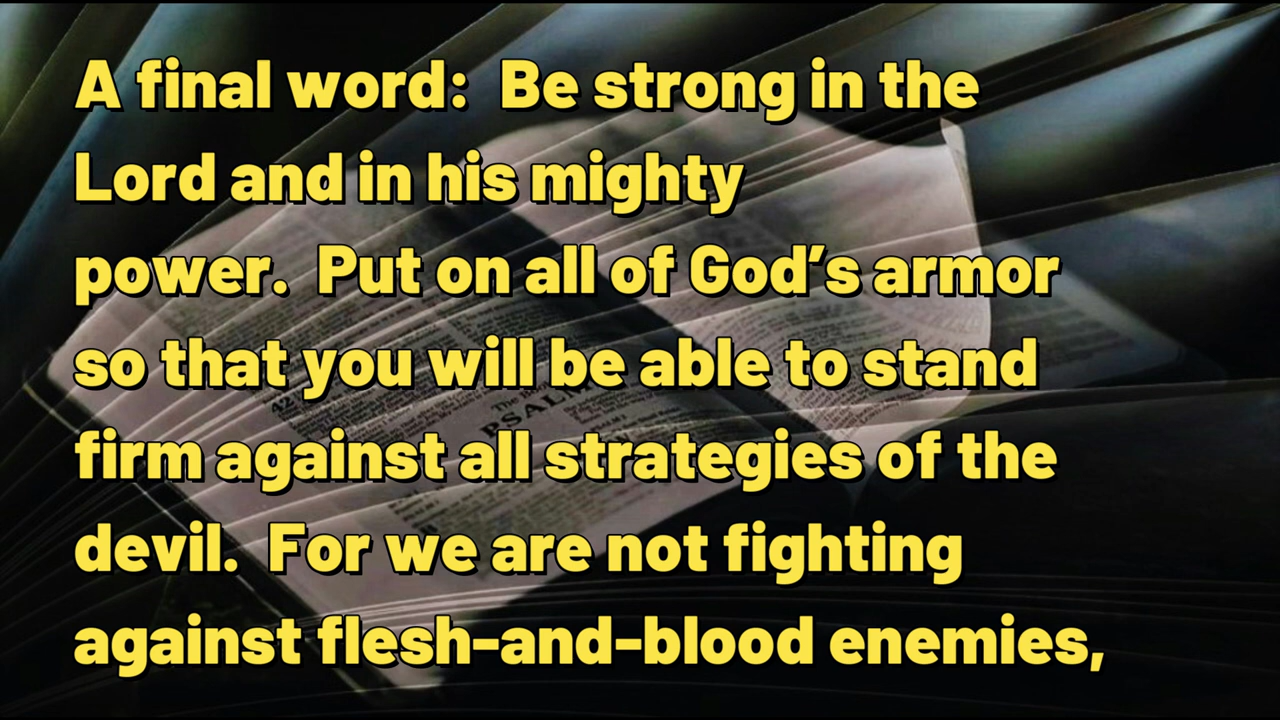 A final word:  Be strong in the
Lord and in his mighty
power.  Put on all of God’s armor
so that you will be able to stand
firm against all strategies of the
devil.  For we are not fighting
against flesh-and-blood enemies,
42
PSALM